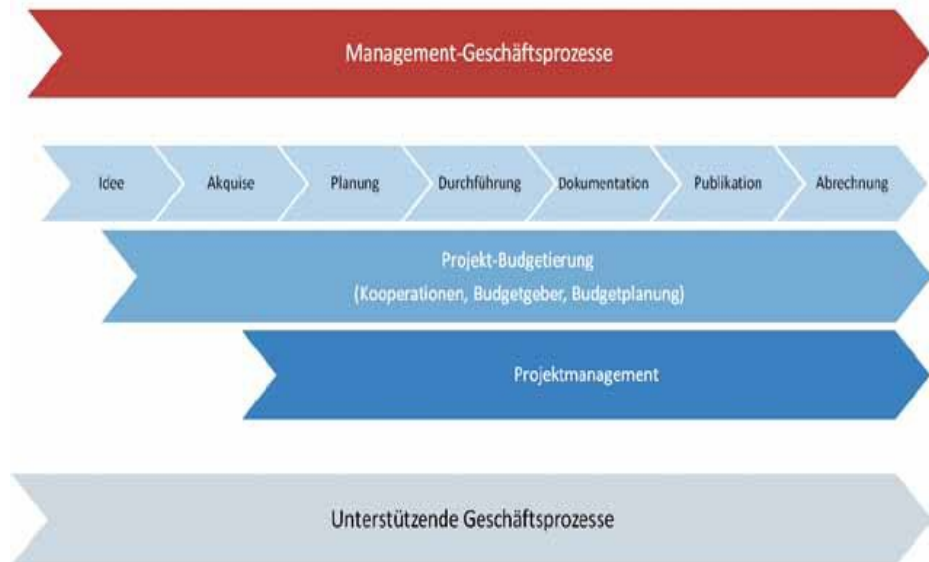 Management-Geschäftsprozesse
Idee
Akquise
Planung
Durchführung
Dokumentation
Publikation
Abrechnung
Projekt-Budgetierung
(Kooperationen, Budgetgeber, Budgetplanung)
Projektmanagement
Unterstützende Geschäftsprozesse